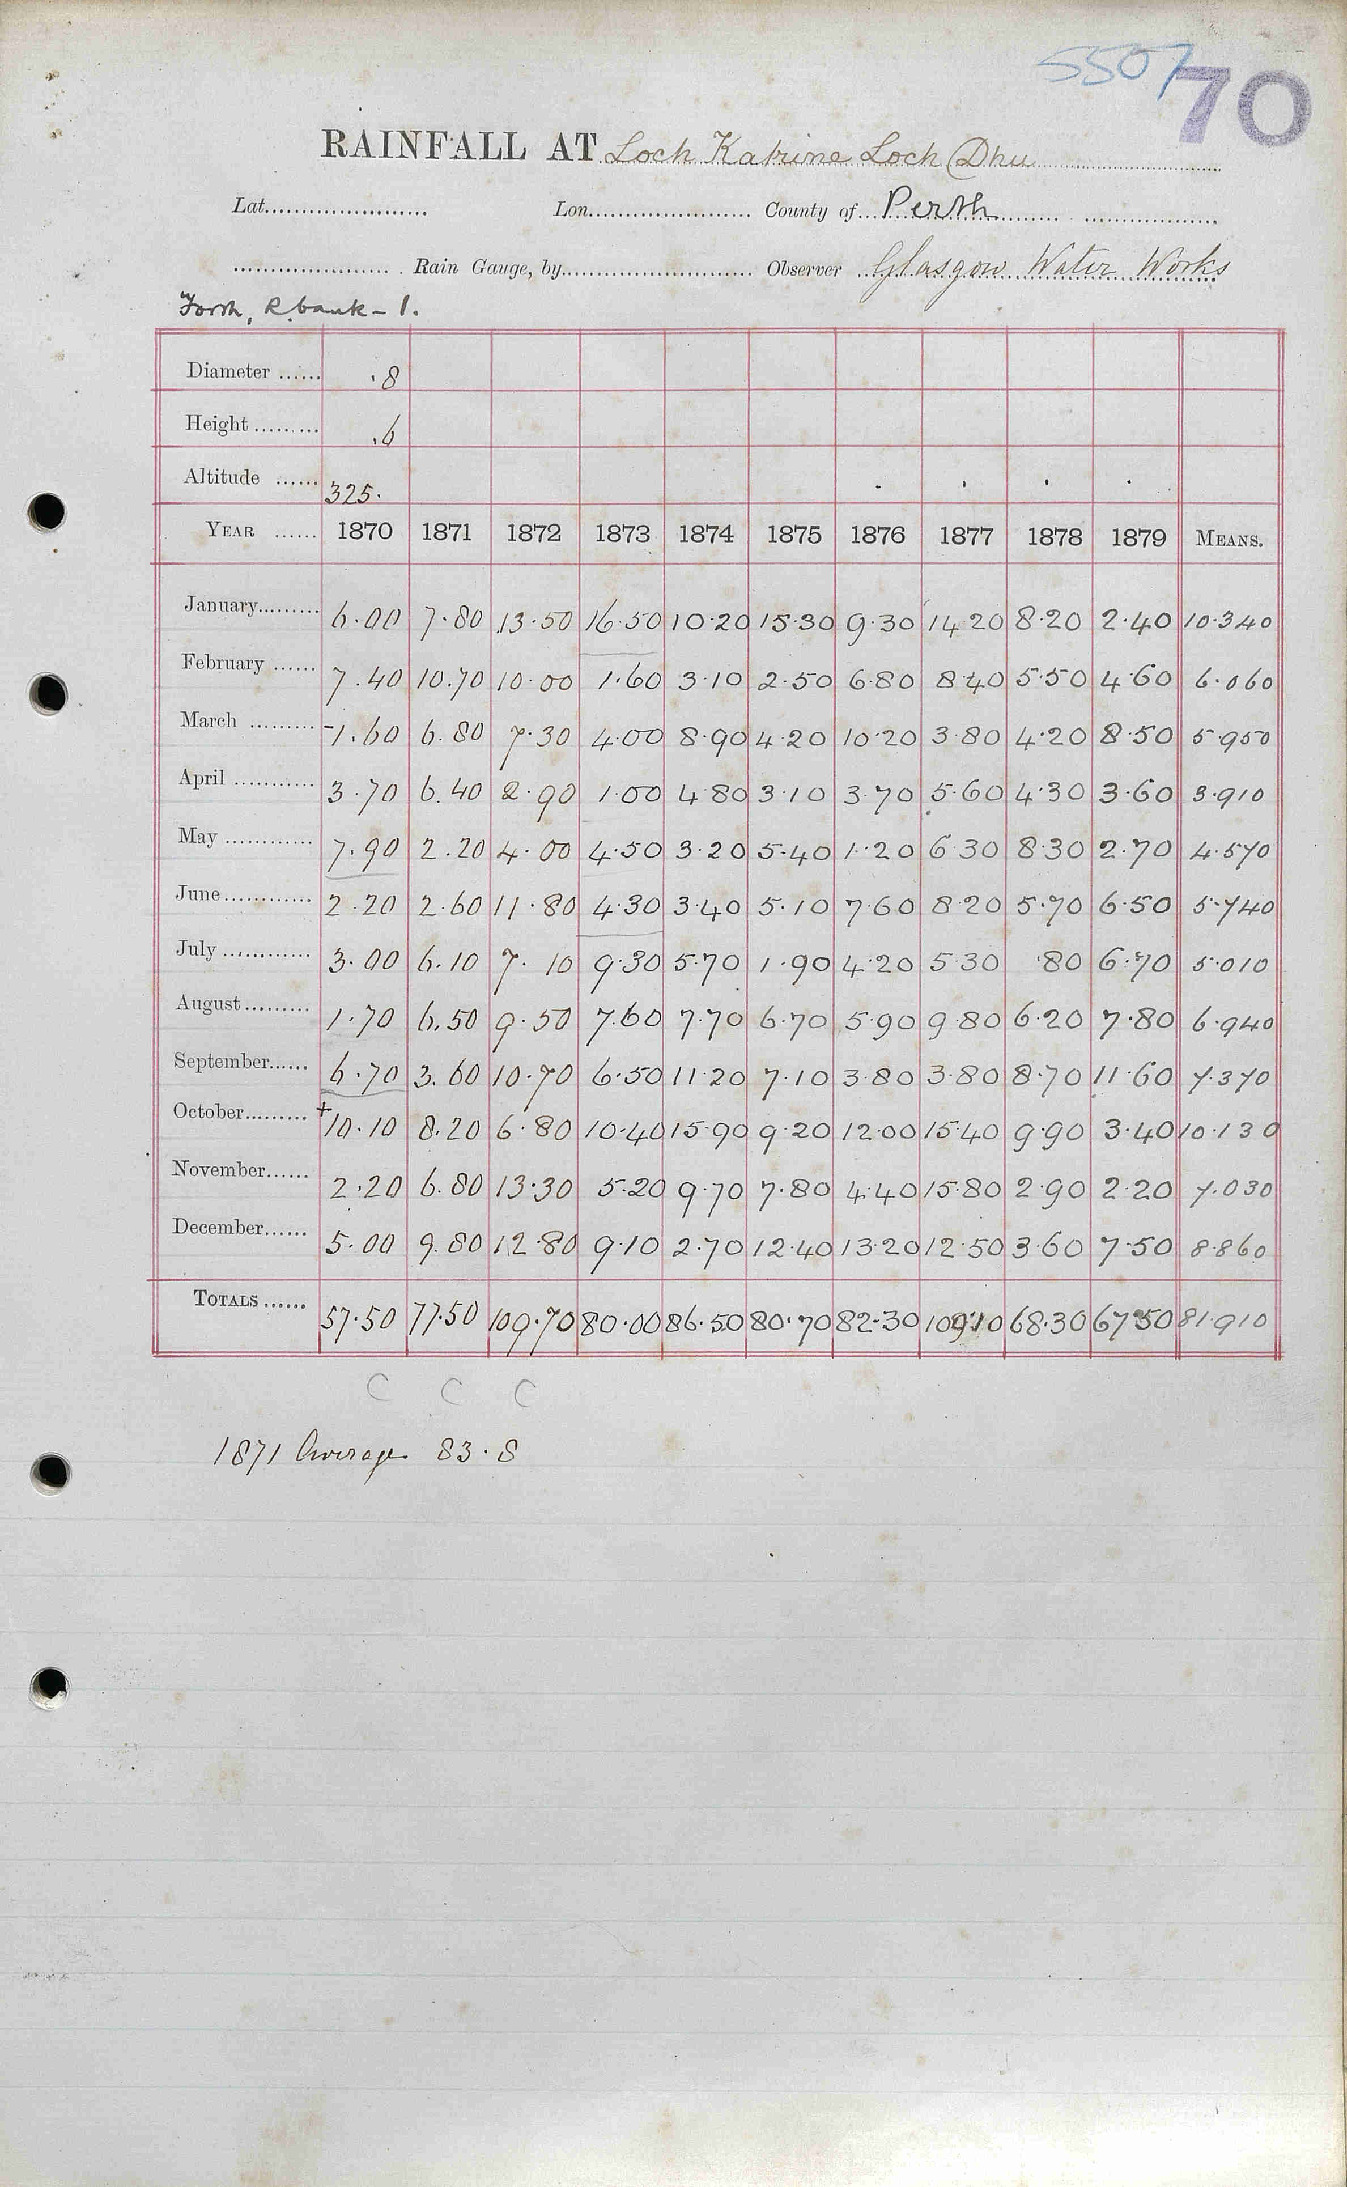 5507 70
RAINFALL AT Loch Katrine Loch Dhu
Lat. Lon. County of Perth
Rain Gauge, by Observer Glasgow Water Works
Forth, R. bank - 1.
Diameter ...... .8
Height ......... .6
Altitude ...... 325.
YEAR ...... 1870 1871 1872 1873 1874 1875 1876 1877 1878 1879 MEANS.
January......... 6.00 7.80 13.50 16.50 10.20 15.30 9.30 14.20 8.20 2.40 10.340
February ...... 7.40 10.70 10.00 1.60 3.10 2.50 6.80 8.40 5.50 4.60 6.060
March ......... -1.60 6.80 7.30 4.00 8.90 4.20 10.20 3.80 4.20 8.50 5.950
April ............ 3.70 6.40 2.90 1.00 4.80 3.10 3.70 5.60 4.30 3.60 3.910
May ............. 7.90 2.20 4.00 4.50 3.20 5.40 1.20 6.30 8.30 2.70 4.570
June............. 2.20 2.60 11.80 4.30 3.40 5.10 7.60 8.20 5.70 6.50 5.740
July ............. 3.00 6.10 7.10 9.30 5.70 1.90 4.20 5.30 .80 6.70 5.010
August.......... 1.70 6.50 9.50 7.60 7.70 6.70 5.90 9.80 6.20 7.80 6.940
September...... 6.70 3.60 10.70 6.50 11.20 7.10 3.80 3.80 8.70 11.60 7.370
October......... +10.10 8.20 6.80 10.40 15.90 9.20 12.00 15.40 9.90 3.40 10.130
November...... 2.20 6.80 13.30 5.20 9.70 7.80 4.40 15.80 2.90 2.20 7.030
December...... 5.00 9.80 12.80 9.10 2.70 12.40 13.20 12.50 3.60 7.50 8.860
TOTALS ...... 57.50 77.50 109.70 80.00 86.50 80.70 82.30 109.10 68.30 67.50 81.910
C C C
1871 Average 83.8